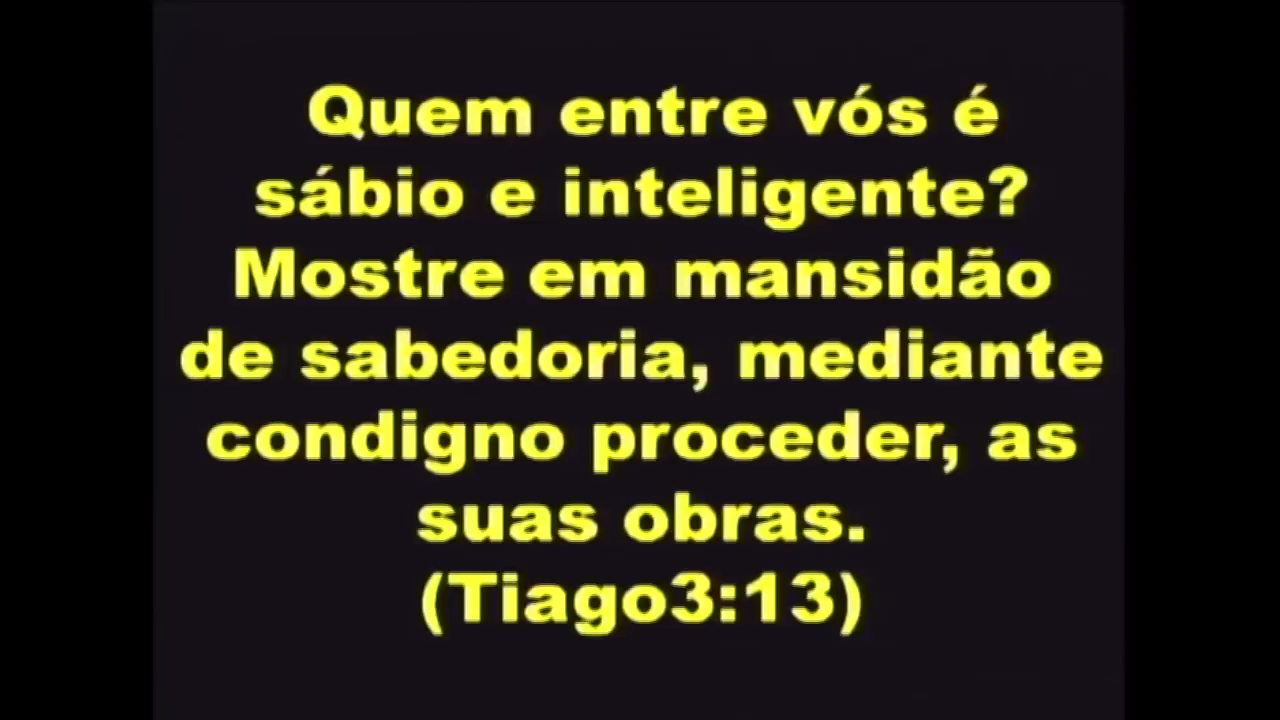 Quem entre vós é
sábio e inteligente?
Mostre em mansidão
de sabedoria, mediante
condigno proceder, as
suas obras.
(Tiago3:13)